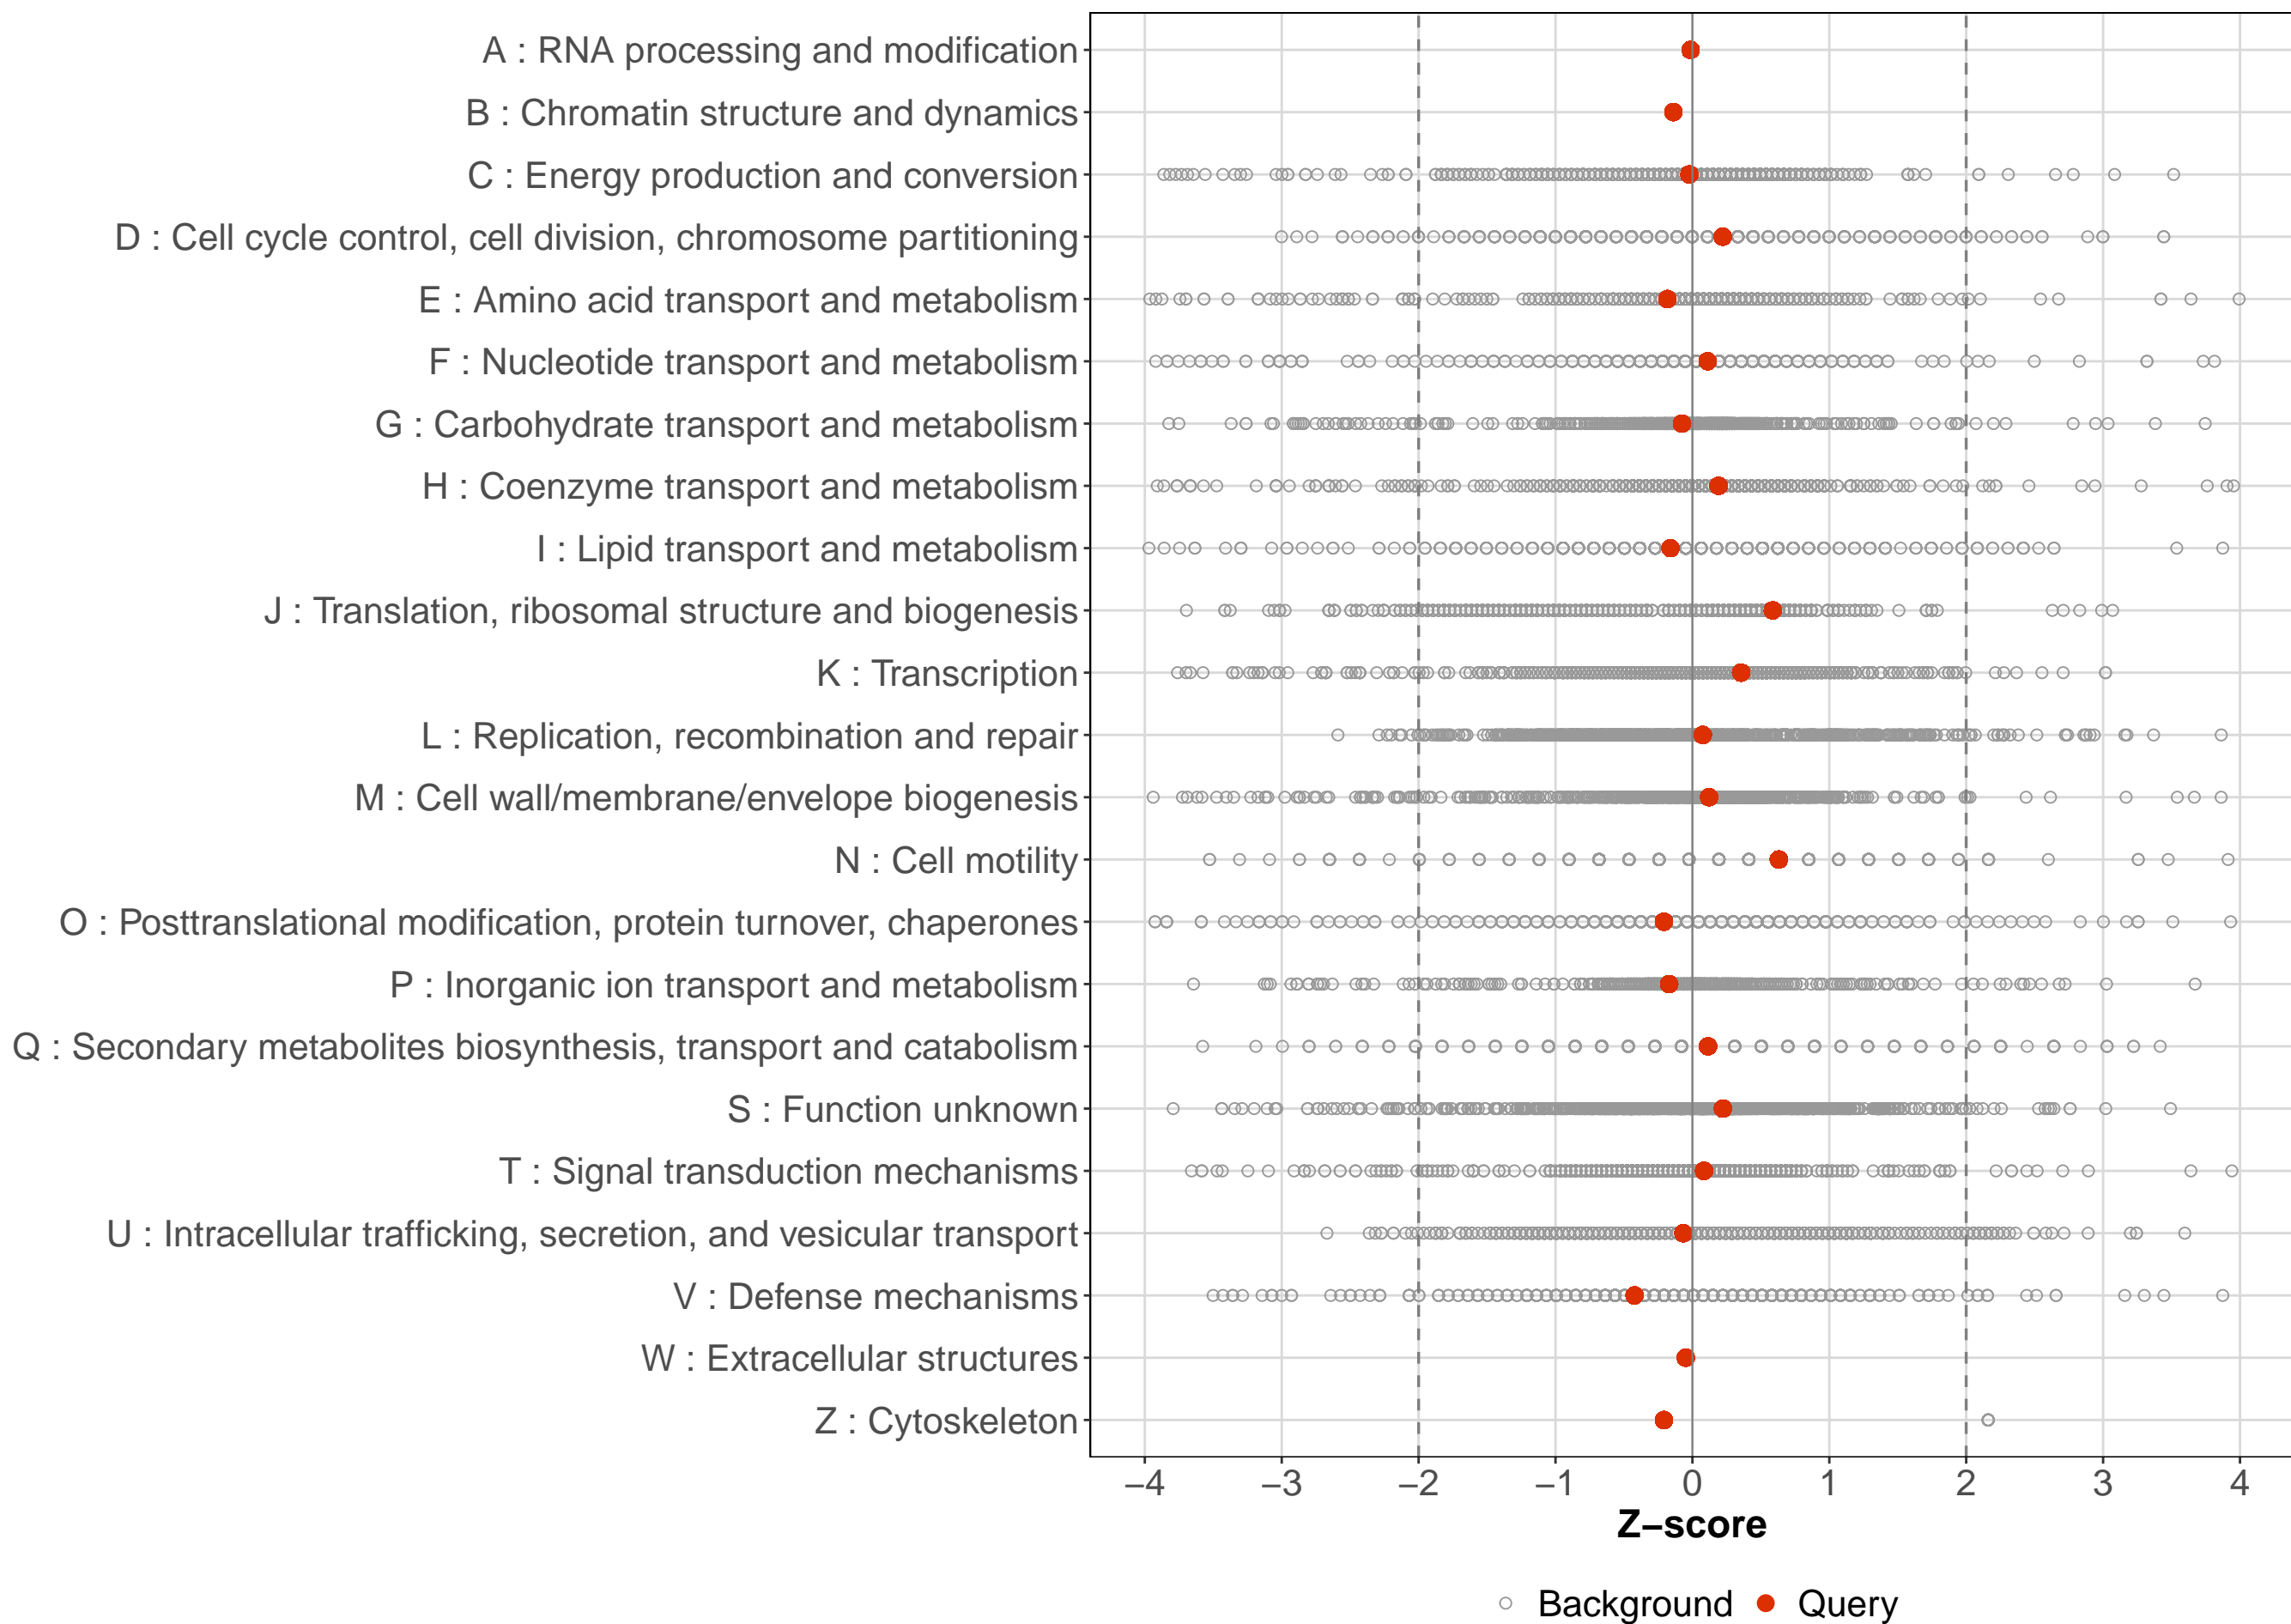 A : RNA processing and modification
B : Chromatin structure and dynamics
C : Energy production and conversion
D : Cell cycle control, cell division, chromosome partitioning
E : Amino acid transport and metabolism
F : Nucleotide transport and metabolism
G : Carbohydrate transport and metabolism
H : Coenzyme transport and metabolism
I : Lipid transport and metabolism
J : Translation, ribosomal structure and biogenesis
K : Transcription
L : Replication, recombination and repair
M : Cell wall/membrane/envelope biogenesis
N : Cell motility
O : Posttranslational modification, protein turnover, chaperones
P : Inorganic ion transport and metabolism
Q : Secondary metabolites biosynthesis, transport and catabolism
S : Function unknown
T : Signal transduction mechanisms
U : Intracellular trafficking, secretion, and vesicular transport
V : Defense mechanisms
W : Extracellular structures
Z : Cytoskeleton
−4 −3 −2 −1 0 1 2 3 4
Z−score
Background Query